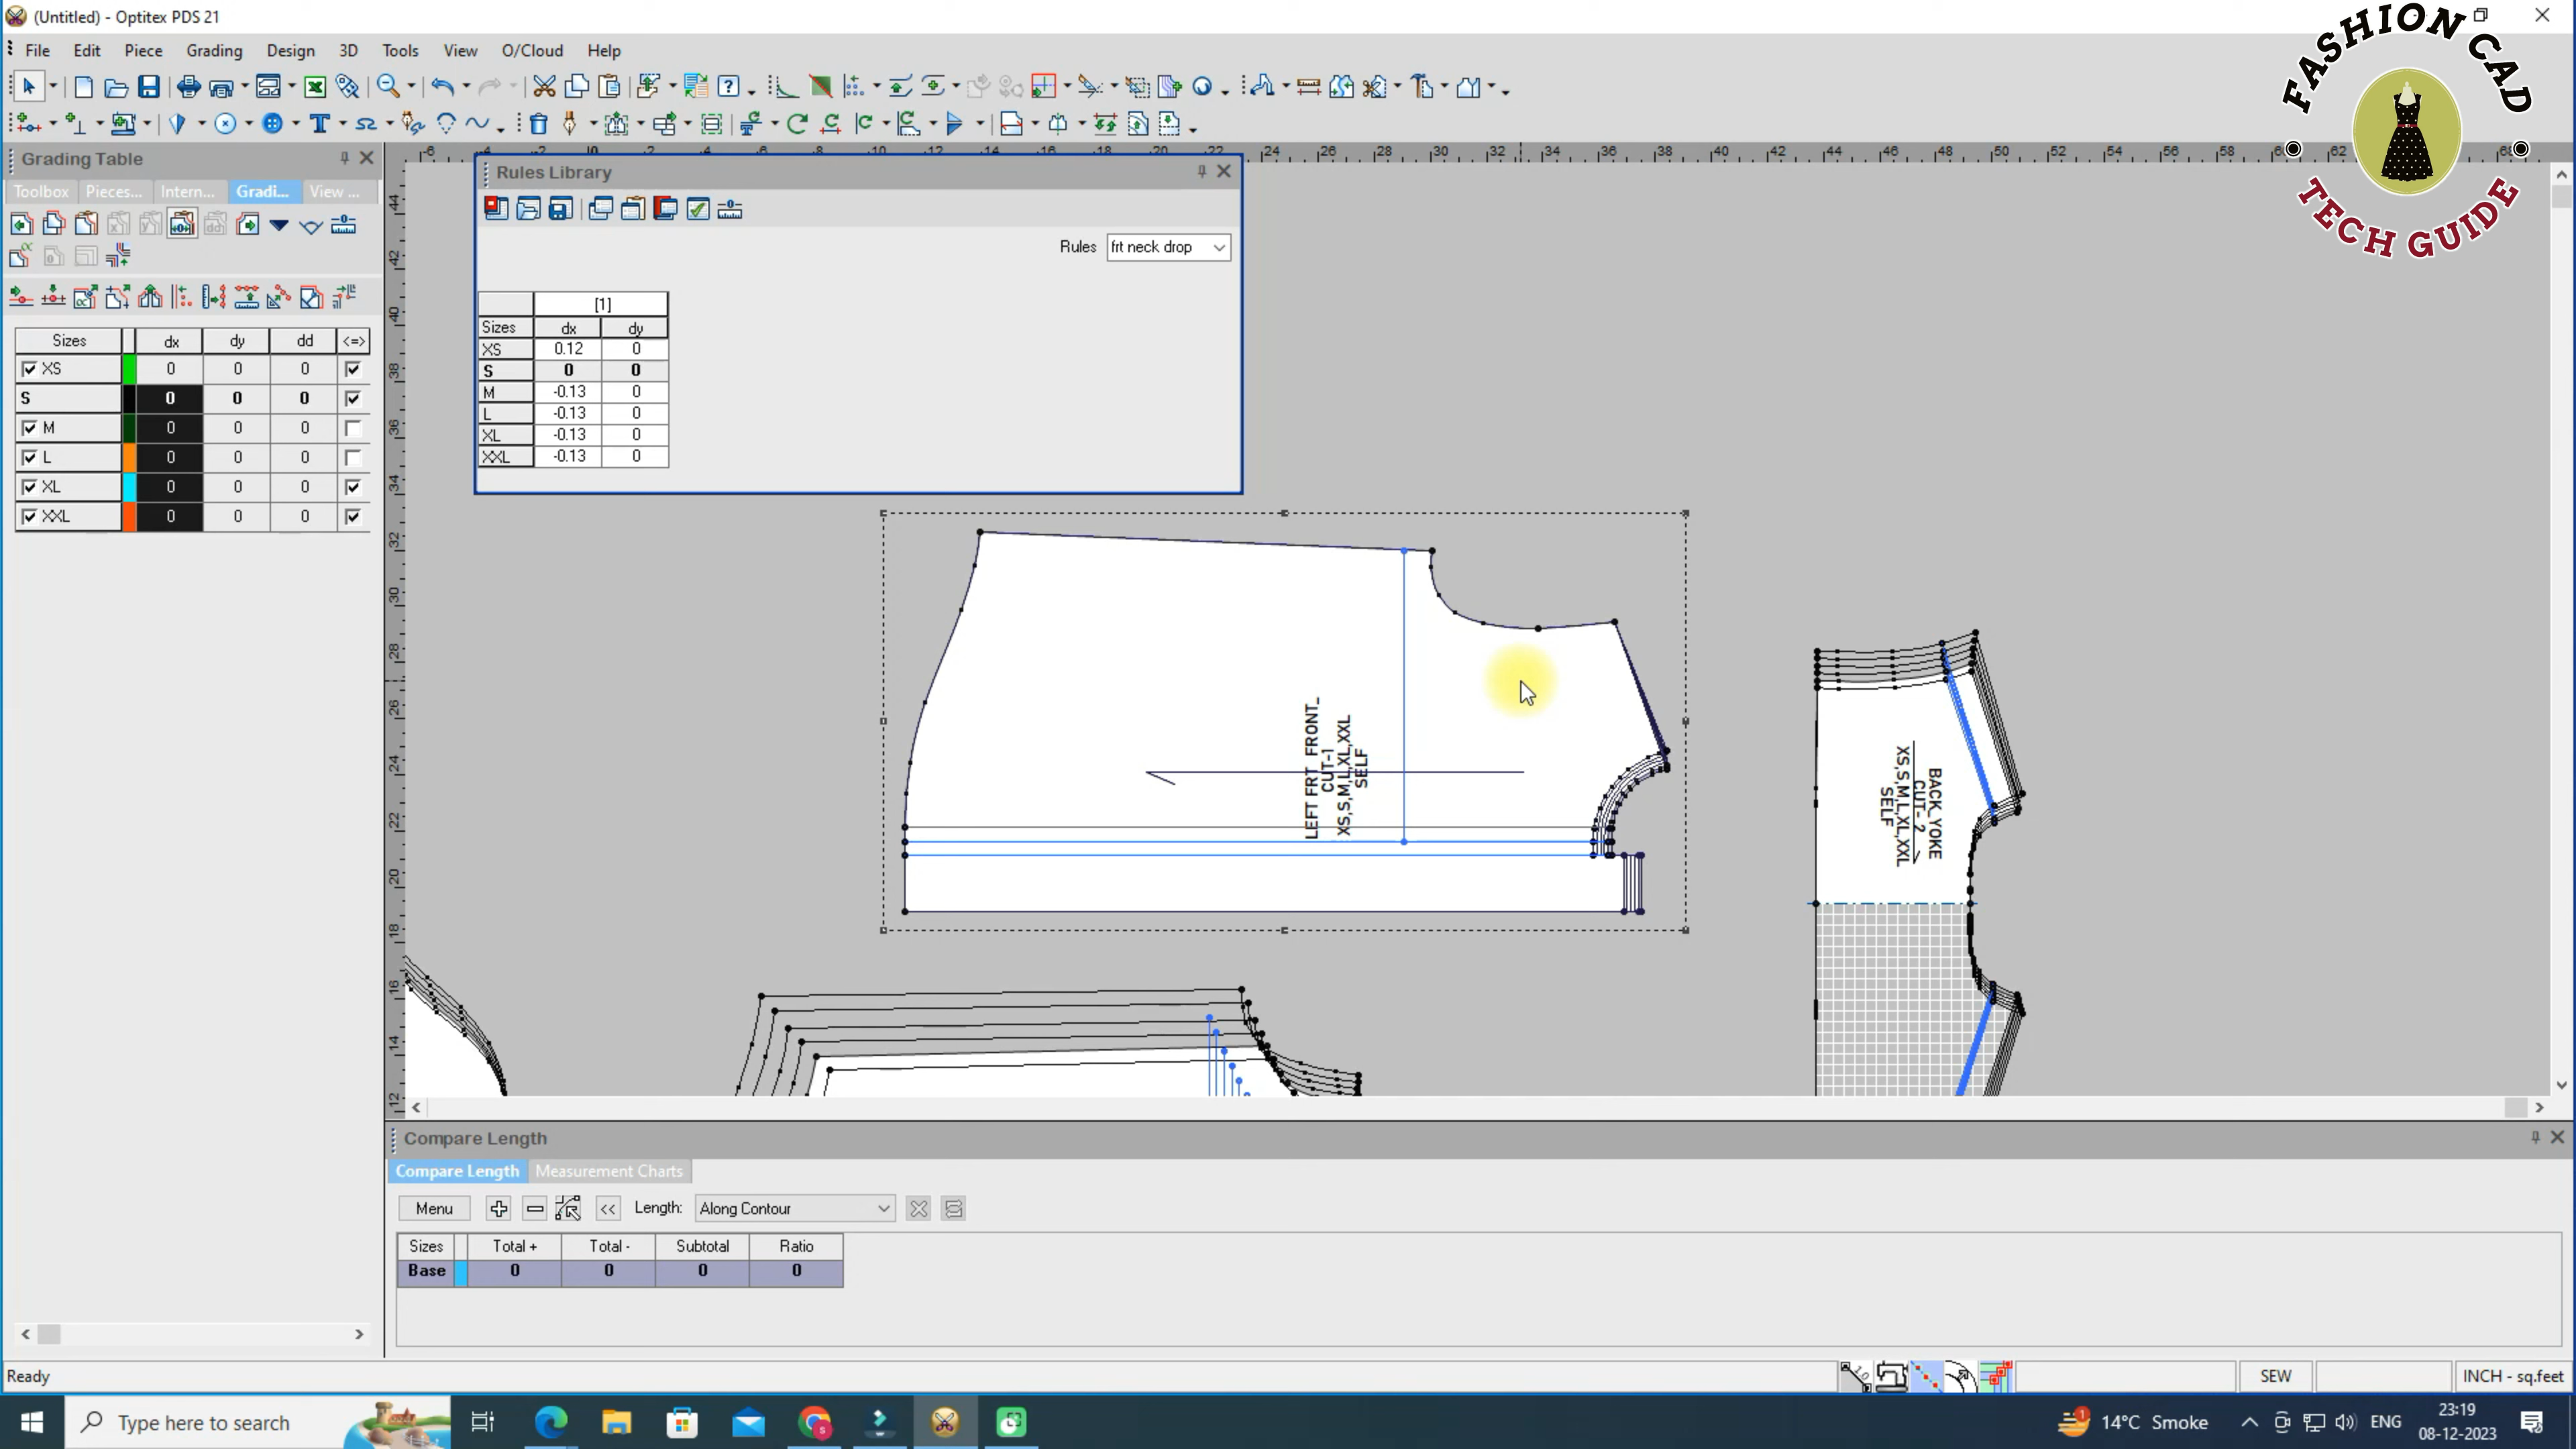 (Untitled) - Optitex PDS 21
FASHION CAD
TECH GUIDE
File Edit Piece Grading Design 3D Tools View O/Cloud Help
Grading Table
Toolbox Pieces... Intern... Gradi... View ...
Sizes dx dy dd <=>
XS 0 0 0
S 0 0 0
M 0 0 0
L 0 0 0
XL 0 0 0
XXL 0 0 0
Rules Library
Rules frt neck drop
[1]
Sizes dx dy
XS 0.12 0
S 0 0
M -0.13 0
L -0.13 0
XL -0.13 0
XXL -0.13 0
LEFT FRT FRONT_
CUT-1
XS,S,M,L,XL,XXL
SELF
BACK_YOKE
CUT- 2
XS,S,M,L,XL,XXL
SELF
Compare Length
Compare Length Measurement Charts
Menu << Length: Along Contour
Sizes Total + Total - Subtotal Ratio
Base 0 0 0 0
Ready SEW INCH - sq.feet
Type here to search
14°C Smoke ENG
23:19
08-12-2023